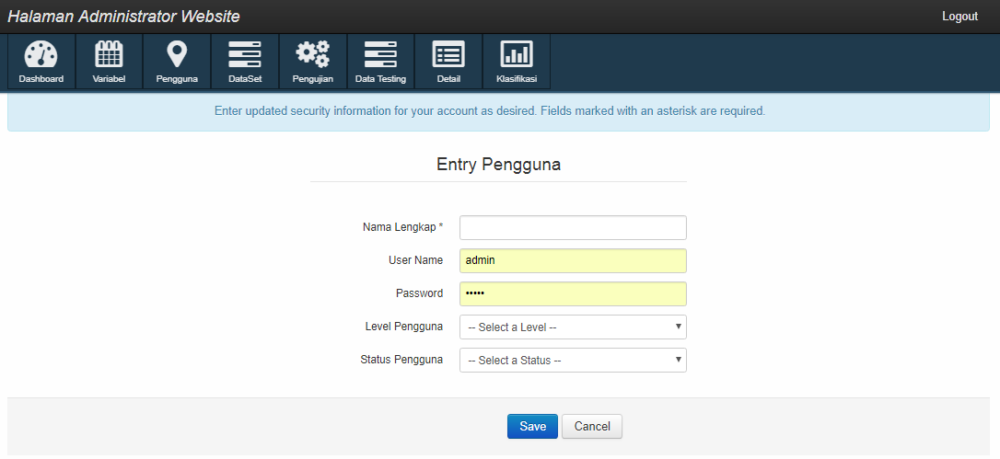 Halaman Administrator Website
Logout
Dashboard
Variabel
Pengguna
DataSet
Pengujian
Data Testing
Detail
Klasifikasi
Enter updated security information for your account as desired. Fields marked with an asterisk are required.
Entry Pengguna
Nama Lengkap *
User Name admin
Password •••••
Level Pengguna -- Select a Level --
Status Pengguna -- Select a Status --
Save Cancel